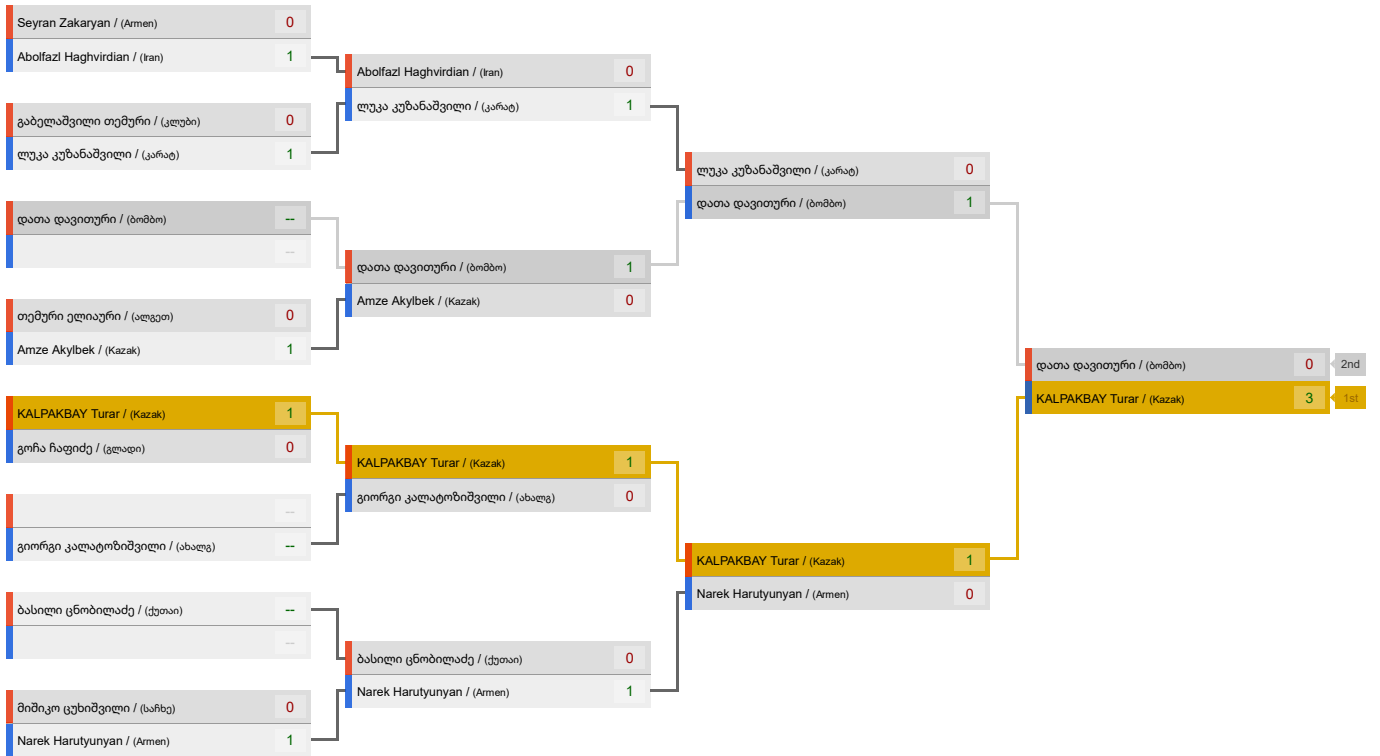 Seyran Zakaryan / (Armen) 0
Abolfazl Haghvirdian / (Iran) 1
გაბელაშვილი თემური / (კლუბი) 0
ლუკა კუზანაშვილი / (კარატ) 1
დათა დავითური / (ბომბო) --
--
თემური ელიაური / (ალგეთ) 0
Amze Akylbek / (Kazak) 1
KALPAKBAY Turar / (Kazak) 1
გოჩა ჩაფიძე / (გლადი) 0
--
გიორგი კალატოზიშვილი / (ახალგ) --
ბასილი ცნობილაძე / (ქუთაი) --
--
მიშიკო ცუხიშვილი / (საჩხე) 0
Narek Harutyunyan / (Armen) 1
Abolfazl Haghvirdian / (Iran) 0
ლუკა კუზანაშვილი / (კარატ) 1
დათა დავითური / (ბომბო) 1
Amze Akylbek / (Kazak) 0
KALPAKBAY Turar / (Kazak) 1
გიორგი კალატოზიშვილი / (ახალგ) 0
ბასილი ცნობილაძე / (ქუთაი) 0
Narek Harutyunyan / (Armen) 1
ლუკა კუზანაშვილი / (კარატ) 0
დათა დავითური / (ბომბო) 1
KALPAKBAY Turar / (Kazak) 1
Narek Harutyunyan / (Armen) 0
დათა დავითური / (ბომბო) 0 2nd
KALPAKBAY Turar / (Kazak) 3 1st